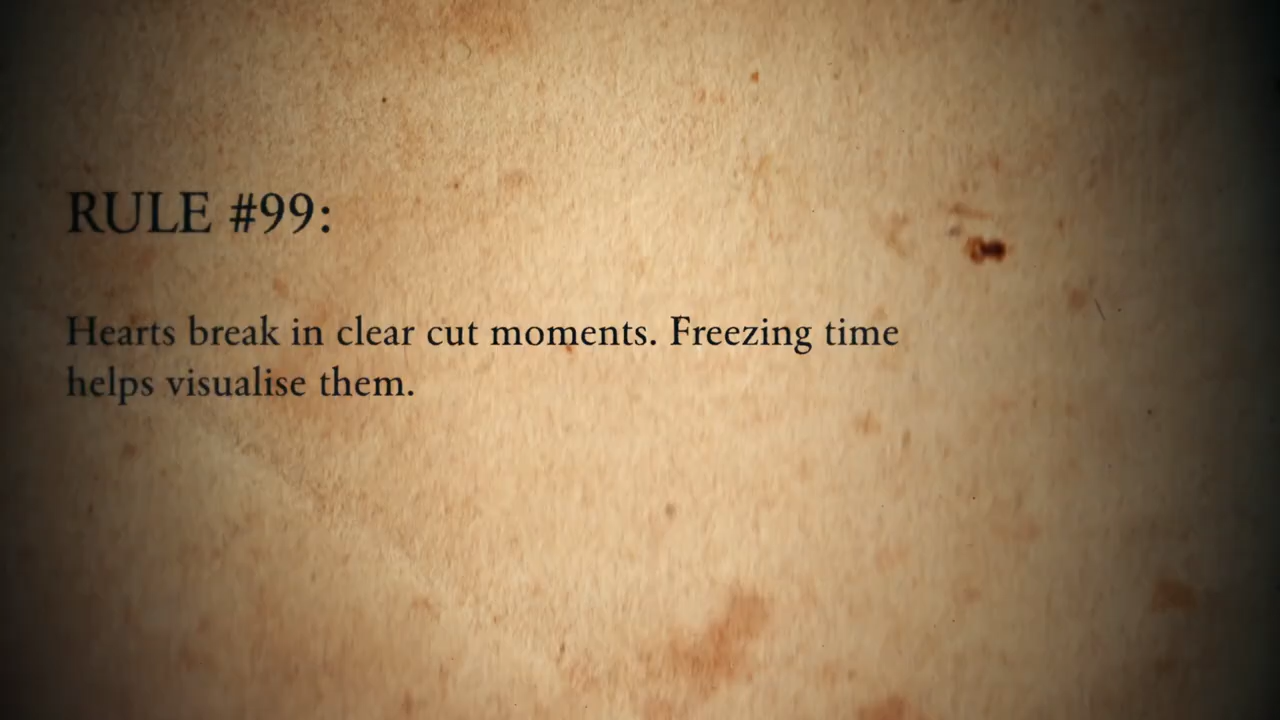 RULE #99:
Hearts break in clear cut moments. Freezing time
helps visualise them.